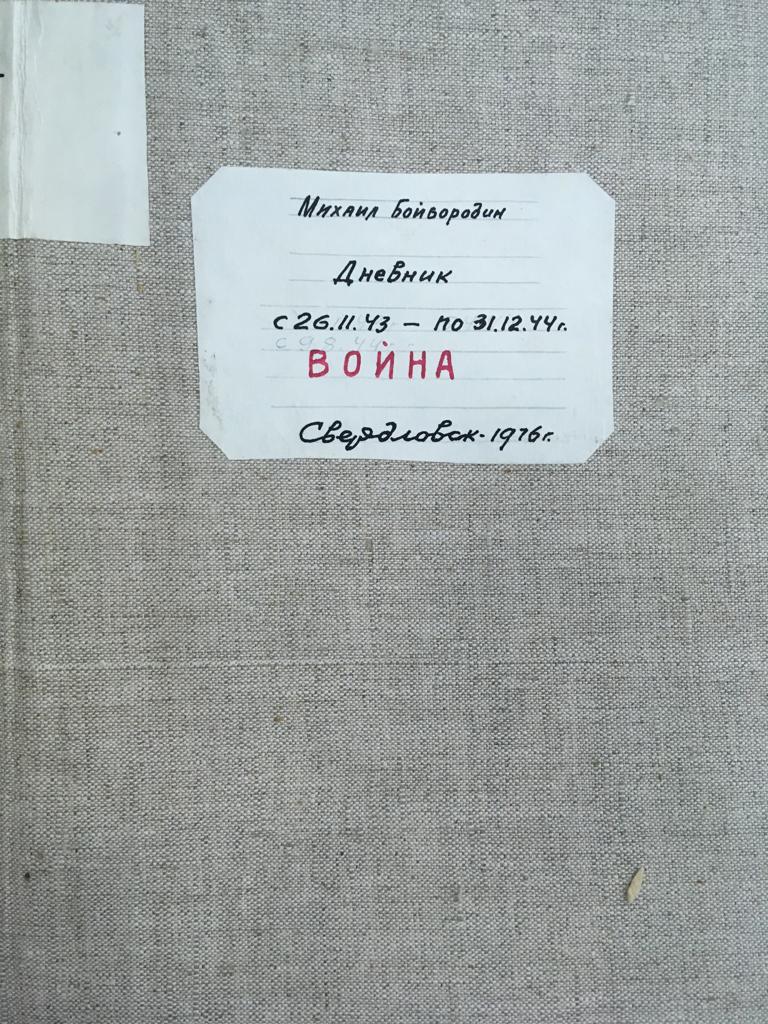 Михаил Бойвородин
Дневник
с 26.11.43 — по 31.12.44г.
ВОЙНА
Свердловск-1976г.